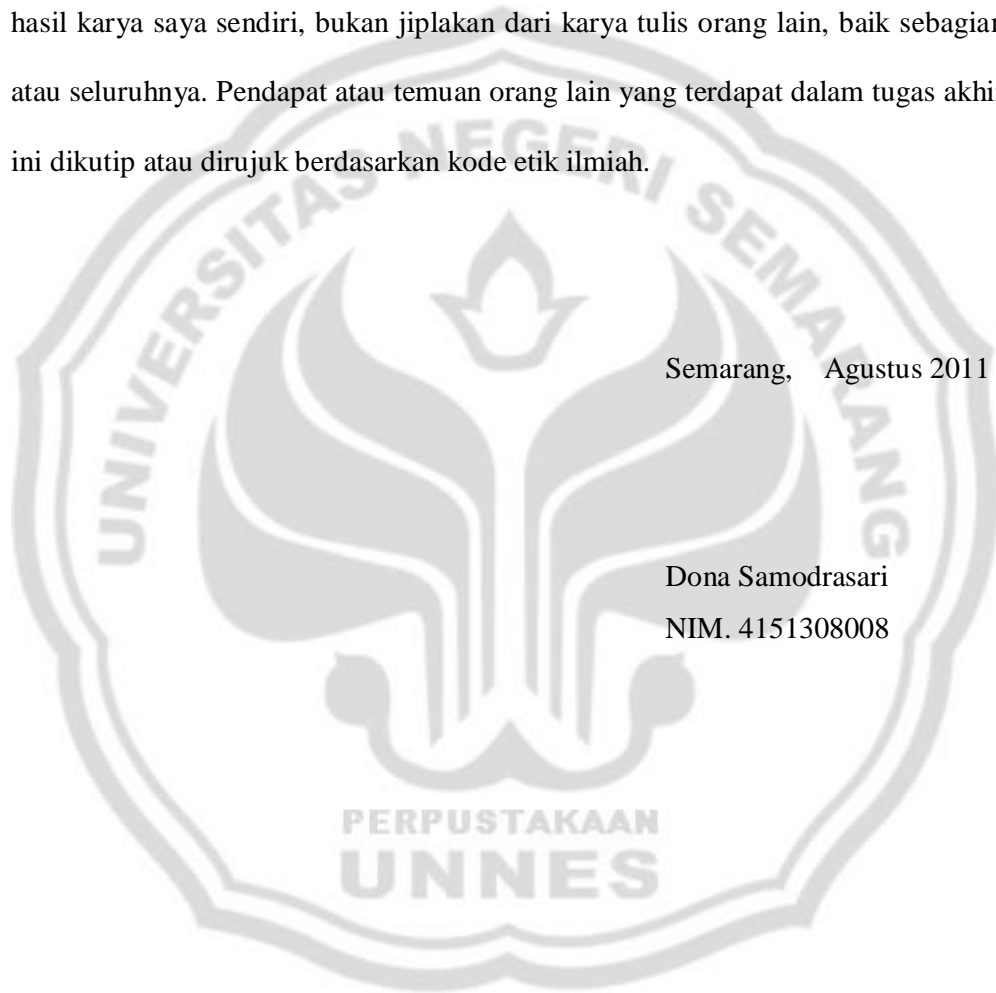 hasil karya saya sendiri, bukan jiplakan dari karya tulis orang lain, baik sebagian
atau seluruhnya. Pendapat atau temuan orang lain yang terdapat dalam tugas akhir
ini dikutip atau dirujuk berdasarkan kode etik ilmiah.
UNIVERSITAS NEGERI SEMARANG
Semarang, Agustus 2011
Dona Samodrasari
NIM. 4151308008
PERPUSTAKAAN
UNNES